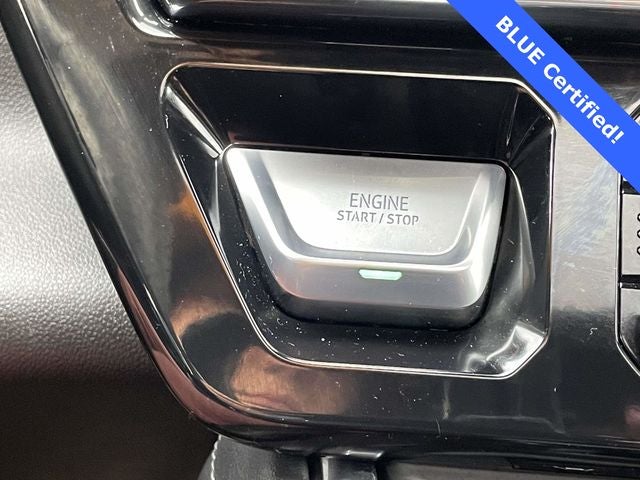 BLUE Certified!
ENGINE
START / STOP